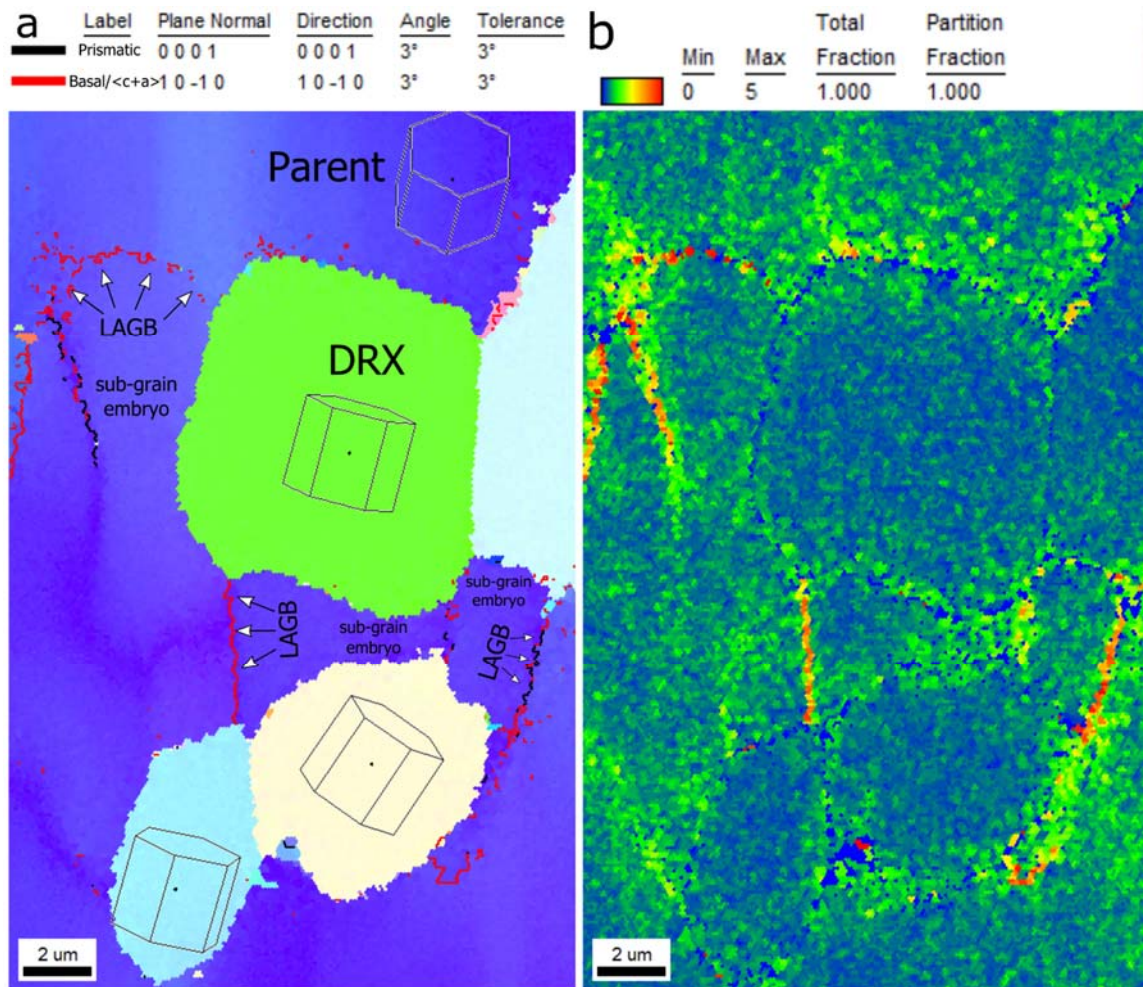 a
Label Plane Normal Direction Angle Tolerance
Prismatic 0 0 0 1 0 0 0 1 3° 3°
Basal/<c+a> 1 0 -1 0 1 0 -1 0 3° 3°
Parent
LAGB
DRX
sub-grain
embryo
sub-grain
embryo
LAGB
sub-grain
embryo
LAGB
2 um
b
Total Partition
Min Max Fraction Fraction
0 5 1.000 1.000
2 um